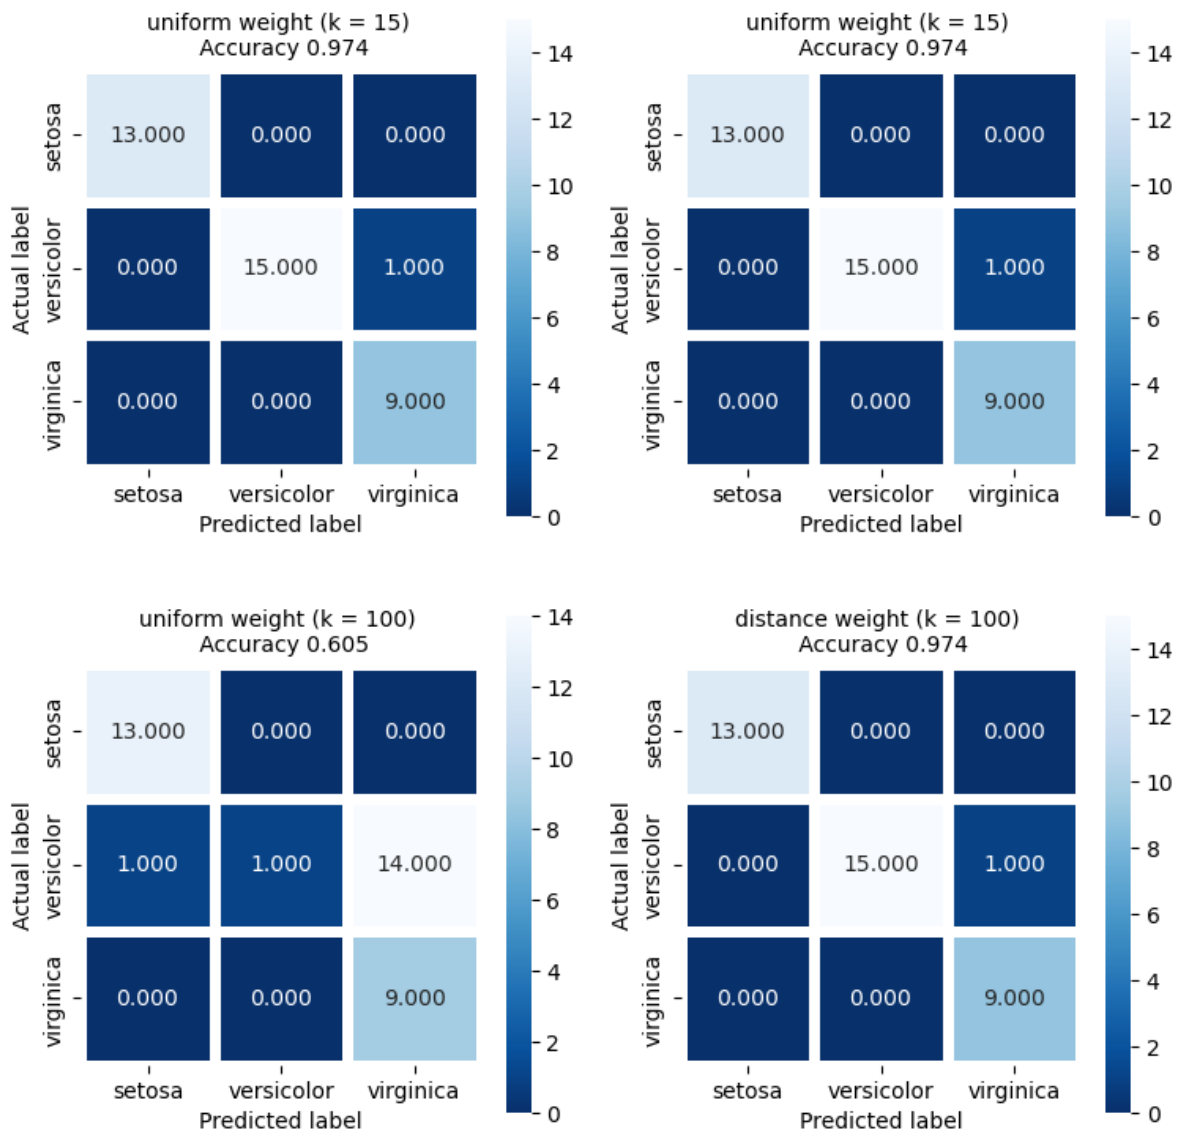 uniform weight (k = 15)
Accuracy 0.974
setosa
versicolor
virginica
Actual label
13.000 0.000 0.000
0.000 15.000 1.000
0.000 0.000 9.000
setosa versicolor virginica
Predicted label
14
12
10
8
6
4
2
0
uniform weight (k = 15)
Accuracy 0.974
setosa
versicolor
virginica
Actual label
13.000 0.000 0.000
0.000 15.000 1.000
0.000 0.000 9.000
setosa versicolor virginica
Predicted label
14
12
10
8
6
4
2
0
uniform weight (k = 100)
Accuracy 0.605
setosa
versicolor
virginica
Actual label
13.000 0.000 0.000
1.000 1.000 14.000
0.000 0.000 9.000
setosa versicolor virginica
Predicted label
14
12
10
8
6
4
2
0
distance weight (k = 100)
Accuracy 0.974
setosa
versicolor
virginica
Actual label
13.000 0.000 0.000
0.000 15.000 1.000
0.000 0.000 9.000
setosa versicolor virginica
Predicted label
14
12
10
8
6
4
2
0